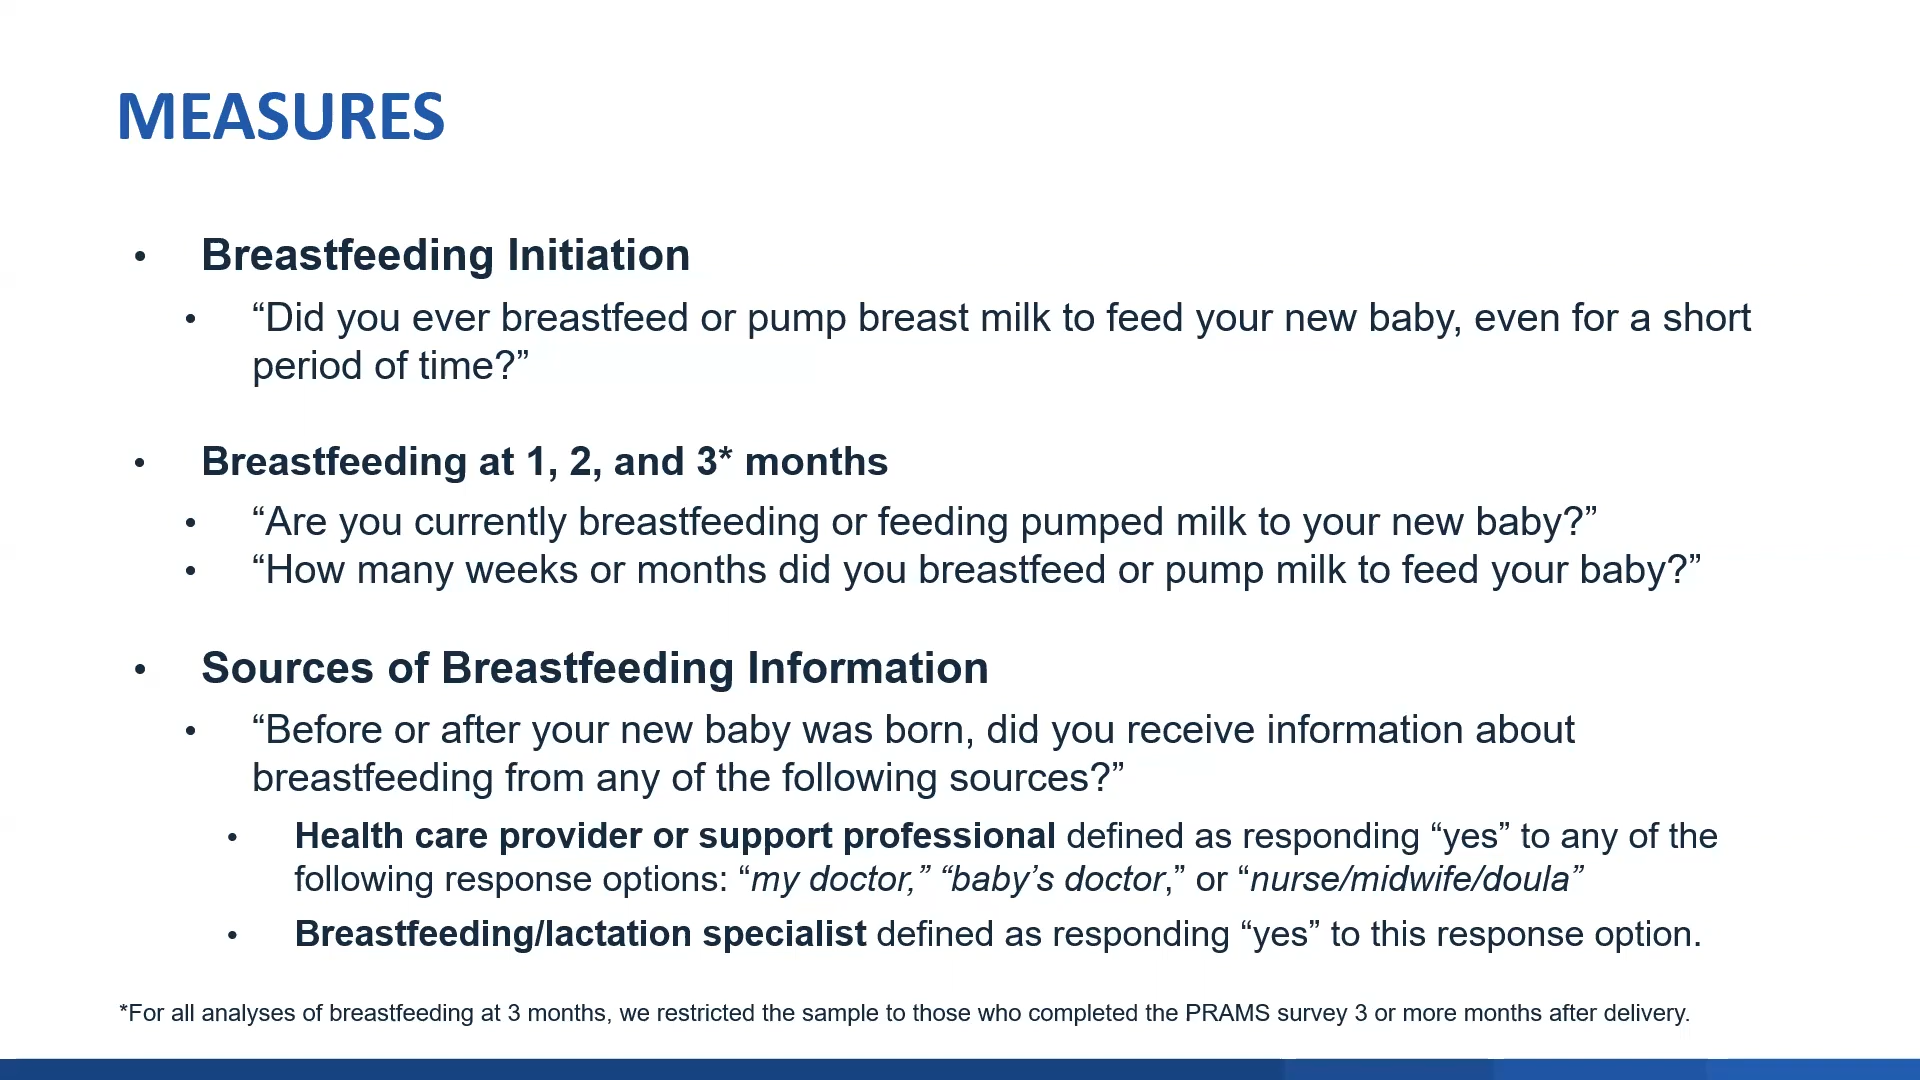 MEASURES
• Breastfeeding Initiation
• “Did you ever breastfeed or pump breast milk to feed your new baby, even for a short
period of time?”
• Breastfeeding at 1, 2, and 3* months
• “Are you currently breastfeeding or feeding pumped milk to your new baby?”
• “How many weeks or months did you breastfeed or pump milk to feed your baby?”
• Sources of Breastfeeding Information
• “Before or after your new baby was born, did you receive information about
breastfeeding from any of the following sources?”
• Health care provider or support professional defined as responding “yes” to any of the
following response options: “my doctor,” “baby’s doctor,” or “nurse/midwife/doula”
• Breastfeeding/lactation specialist defined as responding “yes” to this response option.
*For all analyses of breastfeeding at 3 months, we restricted the sample to those who completed the PRAMS survey 3 or more months after delivery.